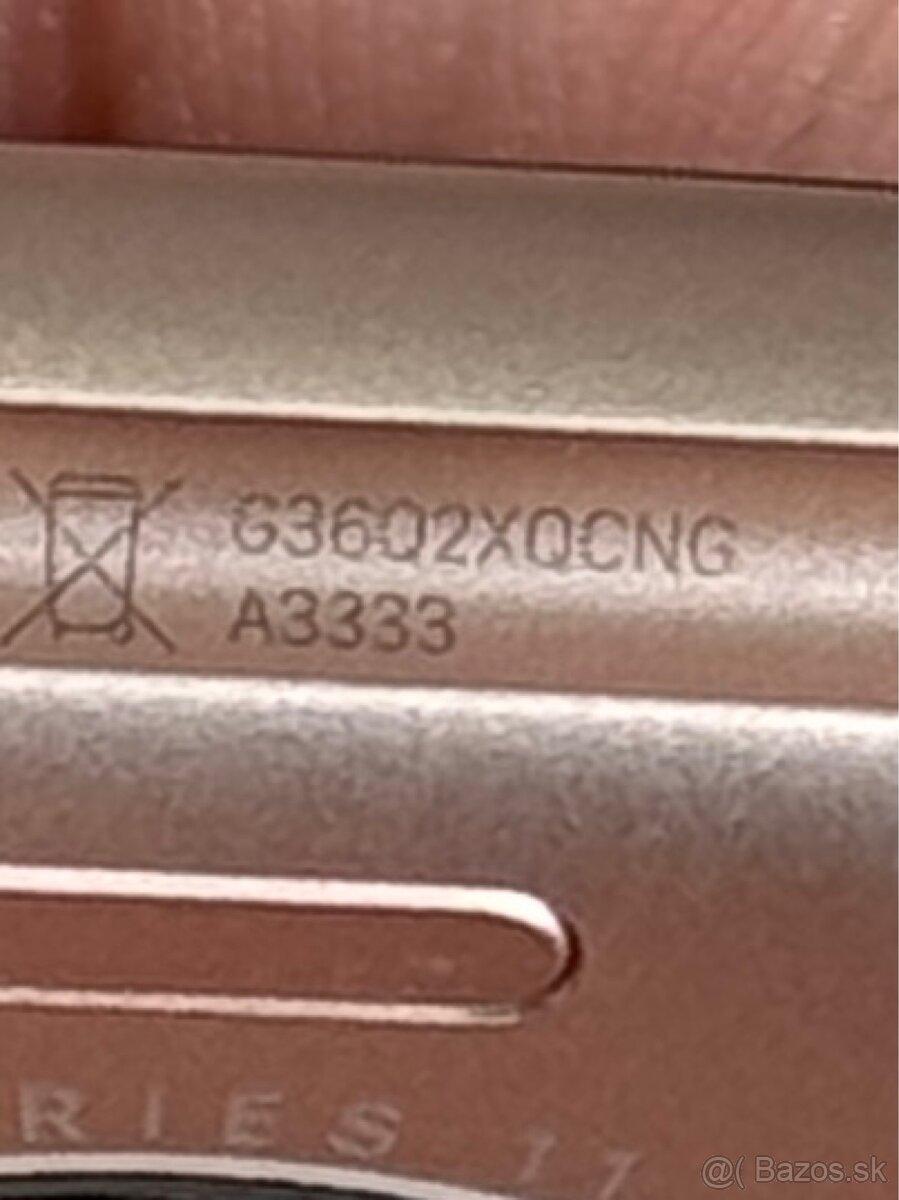 G36Q2XQCNG
A3333
RIES 11
@( Bazos.sk